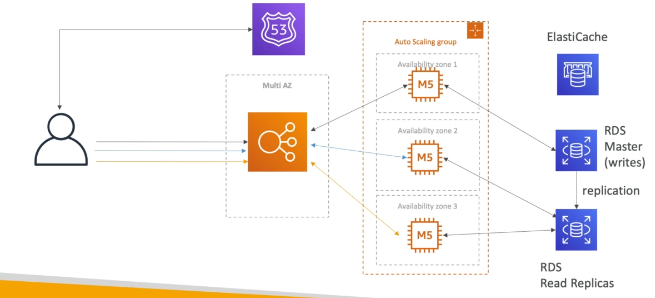 53
Multi AZ
Auto Scaling group
Availability zone 1
M5
Availability zone 2
M5
Availability zone 3
M5
ElastiCache
RDS
Master
(writes)
replication
RDS
Read Replicas